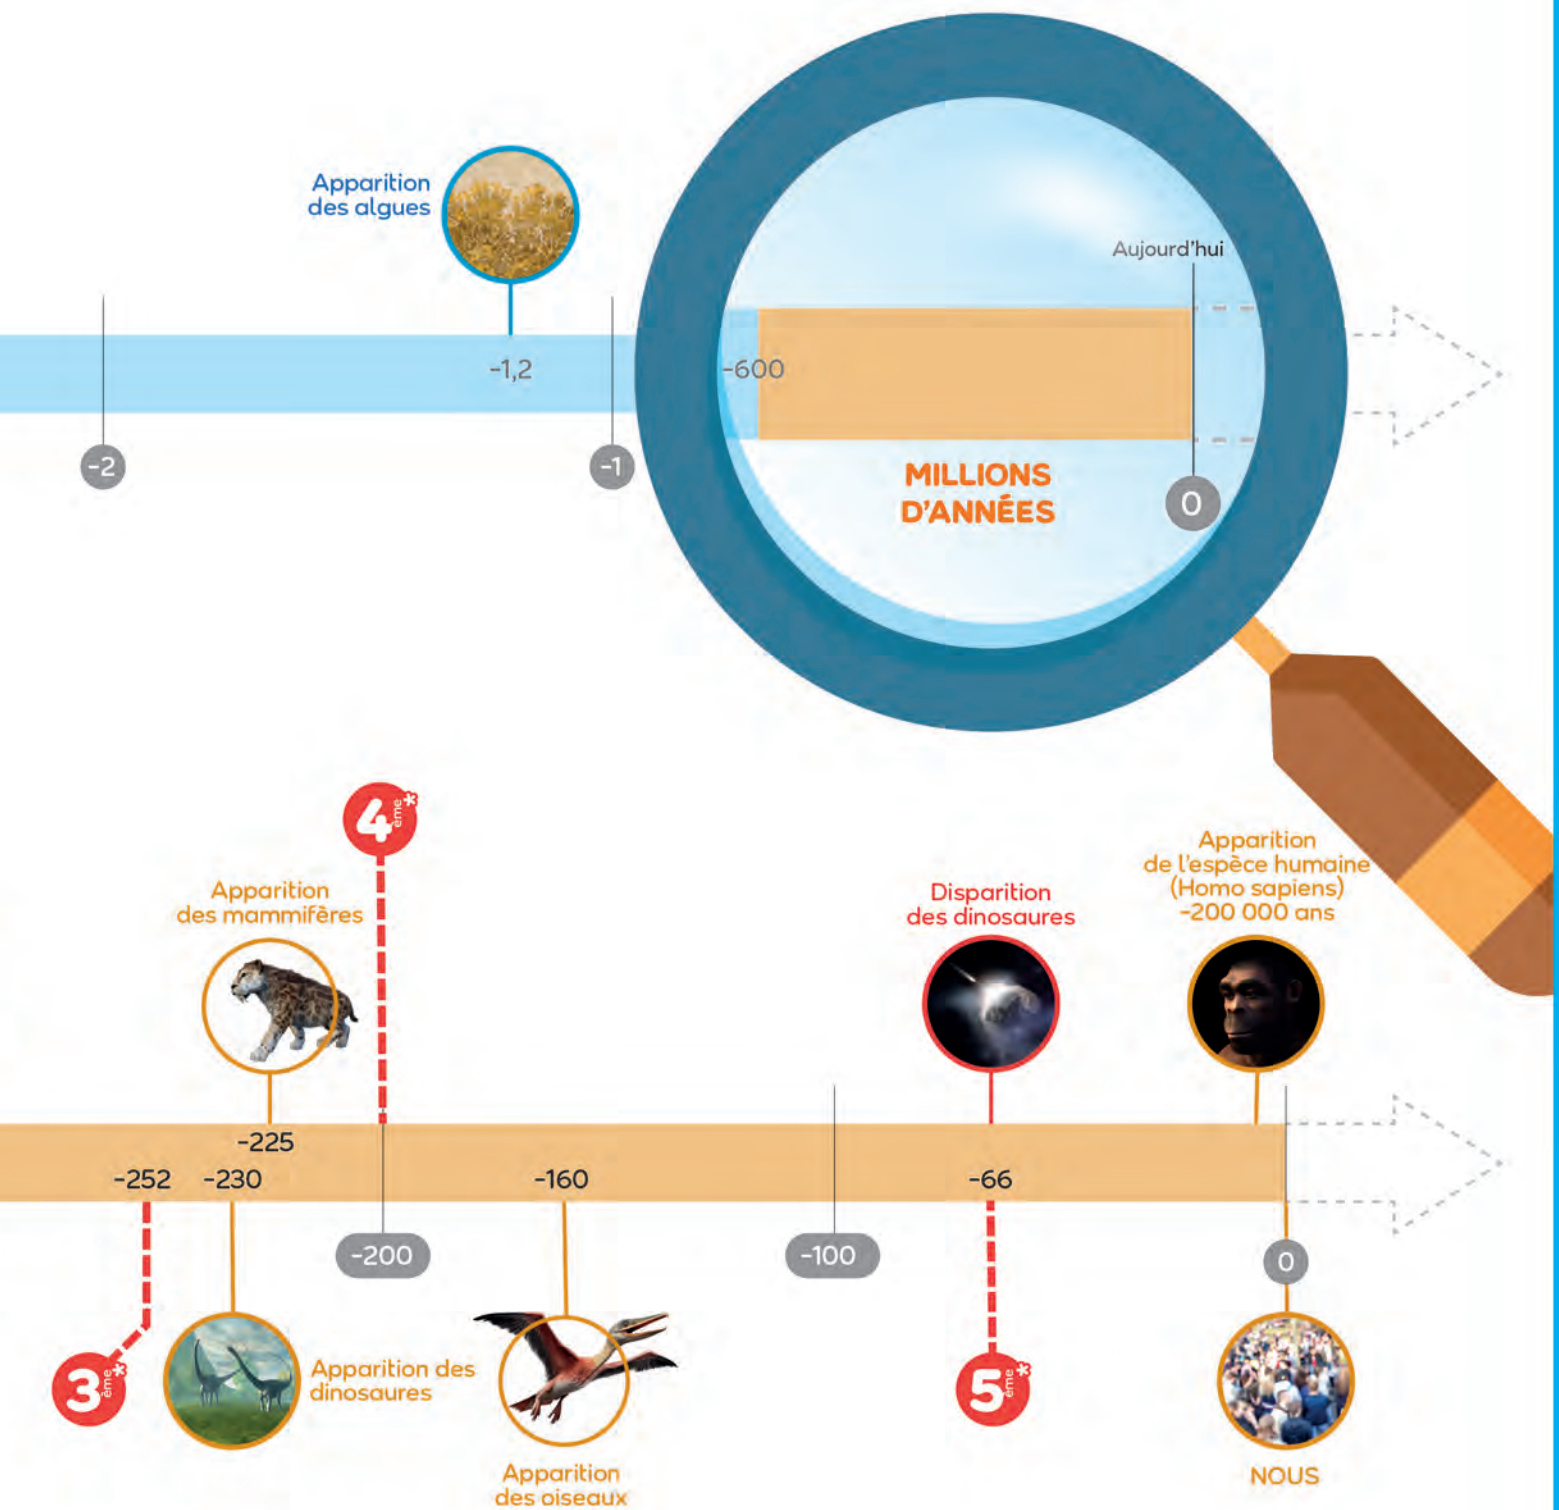 Apparition
des algues
Aujourd'hui
-1,2
-600
-2
-1
MILLIONS
D'ANNÉES
0
4ème*
Apparition
des mammifères
Disparition
des dinosaures
Apparition
de l'espèce humaine
(Homo sapiens)
-200 000 ans
-225
-252
-230
-160
-66
-200
-100
0
3ème*
Apparition des
dinosaures
5ème*
Apparition
des oiseaux
NOUS